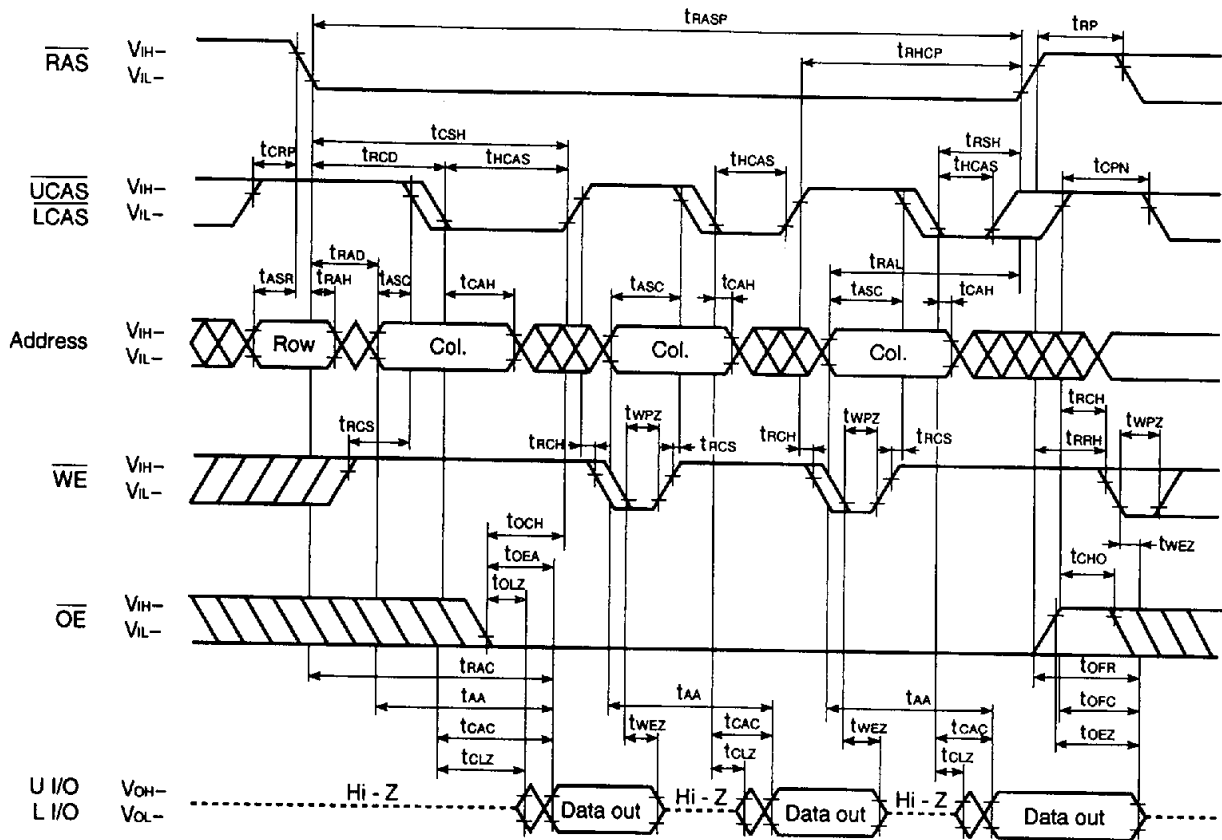 tRASP tRP
RAS VIH– VIL– tRHCP
tCSH tRSH
tCRP tRCD tHCAS tHCAS tHCAS tCPN
UCAS VIH–
LCAS VIL–
tRAD tRAL
tASR tRAH tASC tCAH tASC tCAH tASC tCAH
Address VIH– VIL– Row Col. Col. Col.
tRCS tRCH tWPZ tRCS tRCH tWPZ tRCS tRCH tWPZ
tRRH
WE VIH– VIL–
tOCH tWEZ
tOEA tCHO
tOLZ
OE VIH– VIL–
tRAC tOFR
tAA tAA tAA tOFC
tCAC tWEZ tCAC tWEZ tCAC tOEZ
tCLZ tCLZ tCLZ
U I/O VOH– Hi - Z Hi - Z Hi - Z
L I/O VOL– Data out Data out Data out